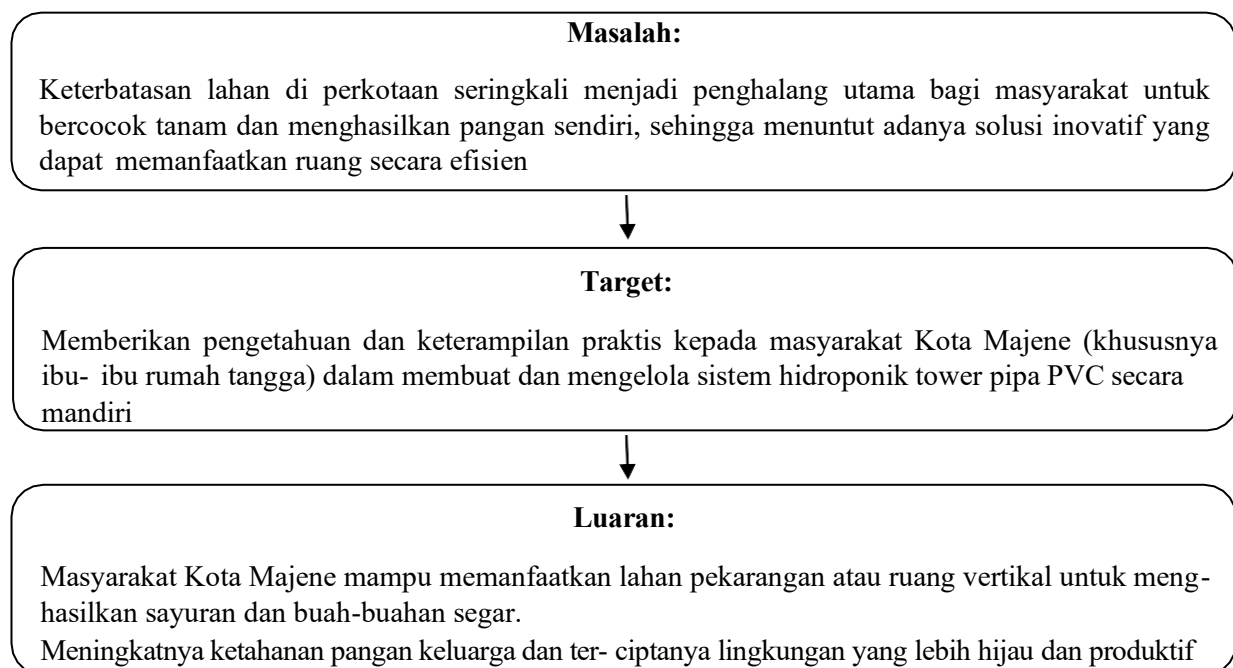 Masalah:
Keterbatasan lahan di perkotaan seringkali menjadi penghalang utama bagi masyarakat untuk
bercocok tanam dan menghasilkan pangan sendiri, sehingga menuntut adanya solusi inovatif yang
dapat memanfaatkan ruang secara efisien
Target:
Memberikan pengetahuan dan keterampilan praktis kepada masyarakat Kota Majene (khususnya
ibu- ibu rumah tangga) dalam membuat dan mengelola sistem hidroponik tower pipa PVC secara
mandiri
Luaran:
Masyarakat Kota Majene mampu memanfaatkan lahan pekarangan atau ruang vertikal untuk meng-
hasilkan sayuran dan buah-buahan segar.
Meningkatnya ketahanan pangan keluarga dan ter- ciptanya lingkungan yang lebih hijau dan produktif